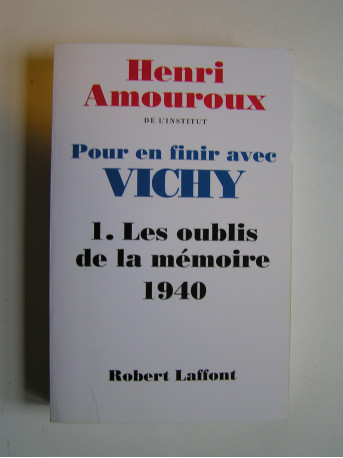 Henri
Amouroux
DE L'INSTITUT
Pour en finir avec
VICHY
1. Les oublis
de la mémoire
1940
Robert Laffont